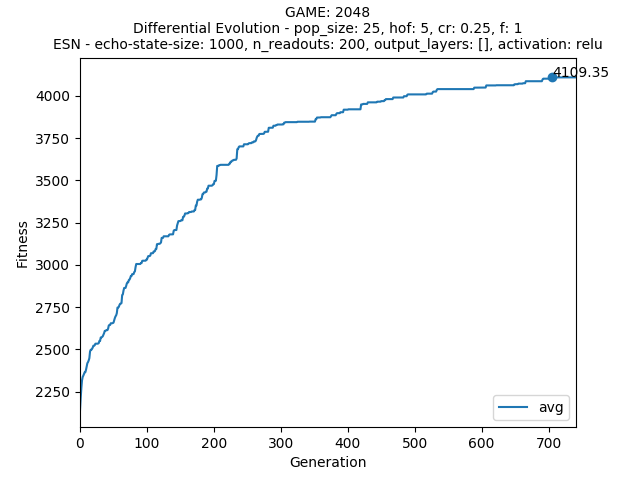 GAME: 2048
Differential Evolution - pop_size: 25, hof: 5, cr: 0.25, f: 1
ESN - echo-state-size: 1000, n_readouts: 200, output_layers: [], activation: relu
4109.35
4000
3750
3500
3250
3000
2750
2500
2250
Fitness
avg
0 100 200 300 400 500 600 700
Generation